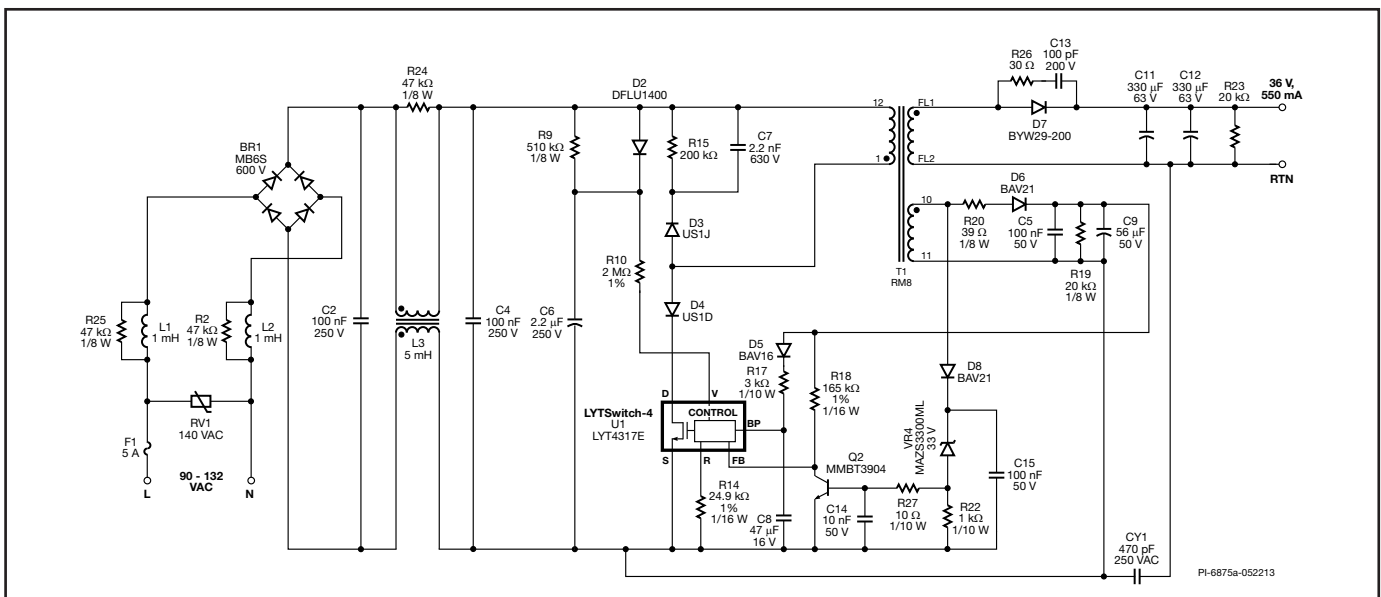 R24
47 kΩ
1/8 W
BR1
MB6S
600 V
R25
47 kΩ
1/8 W
L1
1 mH
R2
47 kΩ
1/8 W
L2
1 mH
RV1
140 VAC
F1
5 A
90 - 132
VAC
L
N
C2
100 nF
250 V
L3
5 mH
C4
100 nF
250 V
R9
510 kΩ
1/8 W
C6
2.2 µF
250 V
D2
DFLU1400
R15
200 kΩ
C7
2.2 nF
630 V
D3
US1J
R10
2 MΩ
1%
D4
US1D
LYTSwitch-4
U1
LYT4317E
D
V
CONTROL
BP
S
R
FB
R14
24.9 kΩ
1%
1/16 W
D5
BAV16
R17
3 kΩ
1/10 W
C8
47 µF
16 V
R18
165 kΩ
1%
1/16 W
Q2
MMBT3904
C14
10 nF
50 V
R27
10 Ω
1/10 W
VR4
MAZS3300ML
33 V
R22
1 kΩ
1/10 W
D8
BAV21
C15
100 nF
50 V
12
1
FL1
FL2
10
11
T1
RM8
R26
30 Ω
C13
100 pF
200 V
D7
BYW29-200
C11
330 µF
63 V
C12
330 µF
63 V
R23
20 kΩ
36 V,
550 mA
RTN
R20
39 Ω
1/8 W
D6
BAV21
C5
100 nF
50 V
R19
20 kΩ
1/8 W
C9
56 µF
50 V
CY1
470 pF
250 VAC
PI-6875a-052213